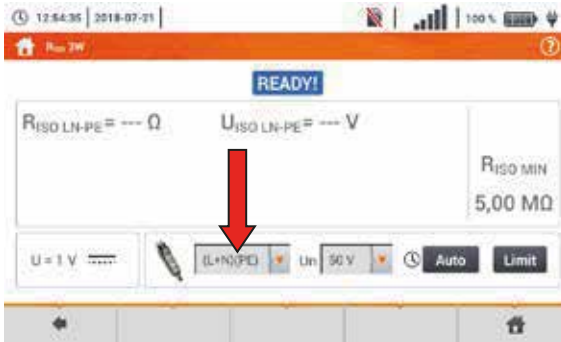 12:54:35 2018-07-21 100 %
RISO 2W ?
READY!
RISO LN-PE= --- Ω UISO LN-PE= --- V
RISO MIN
5,00 MΩ
U = 1 V (L+N)(PE) Un 50 V Auto Limit